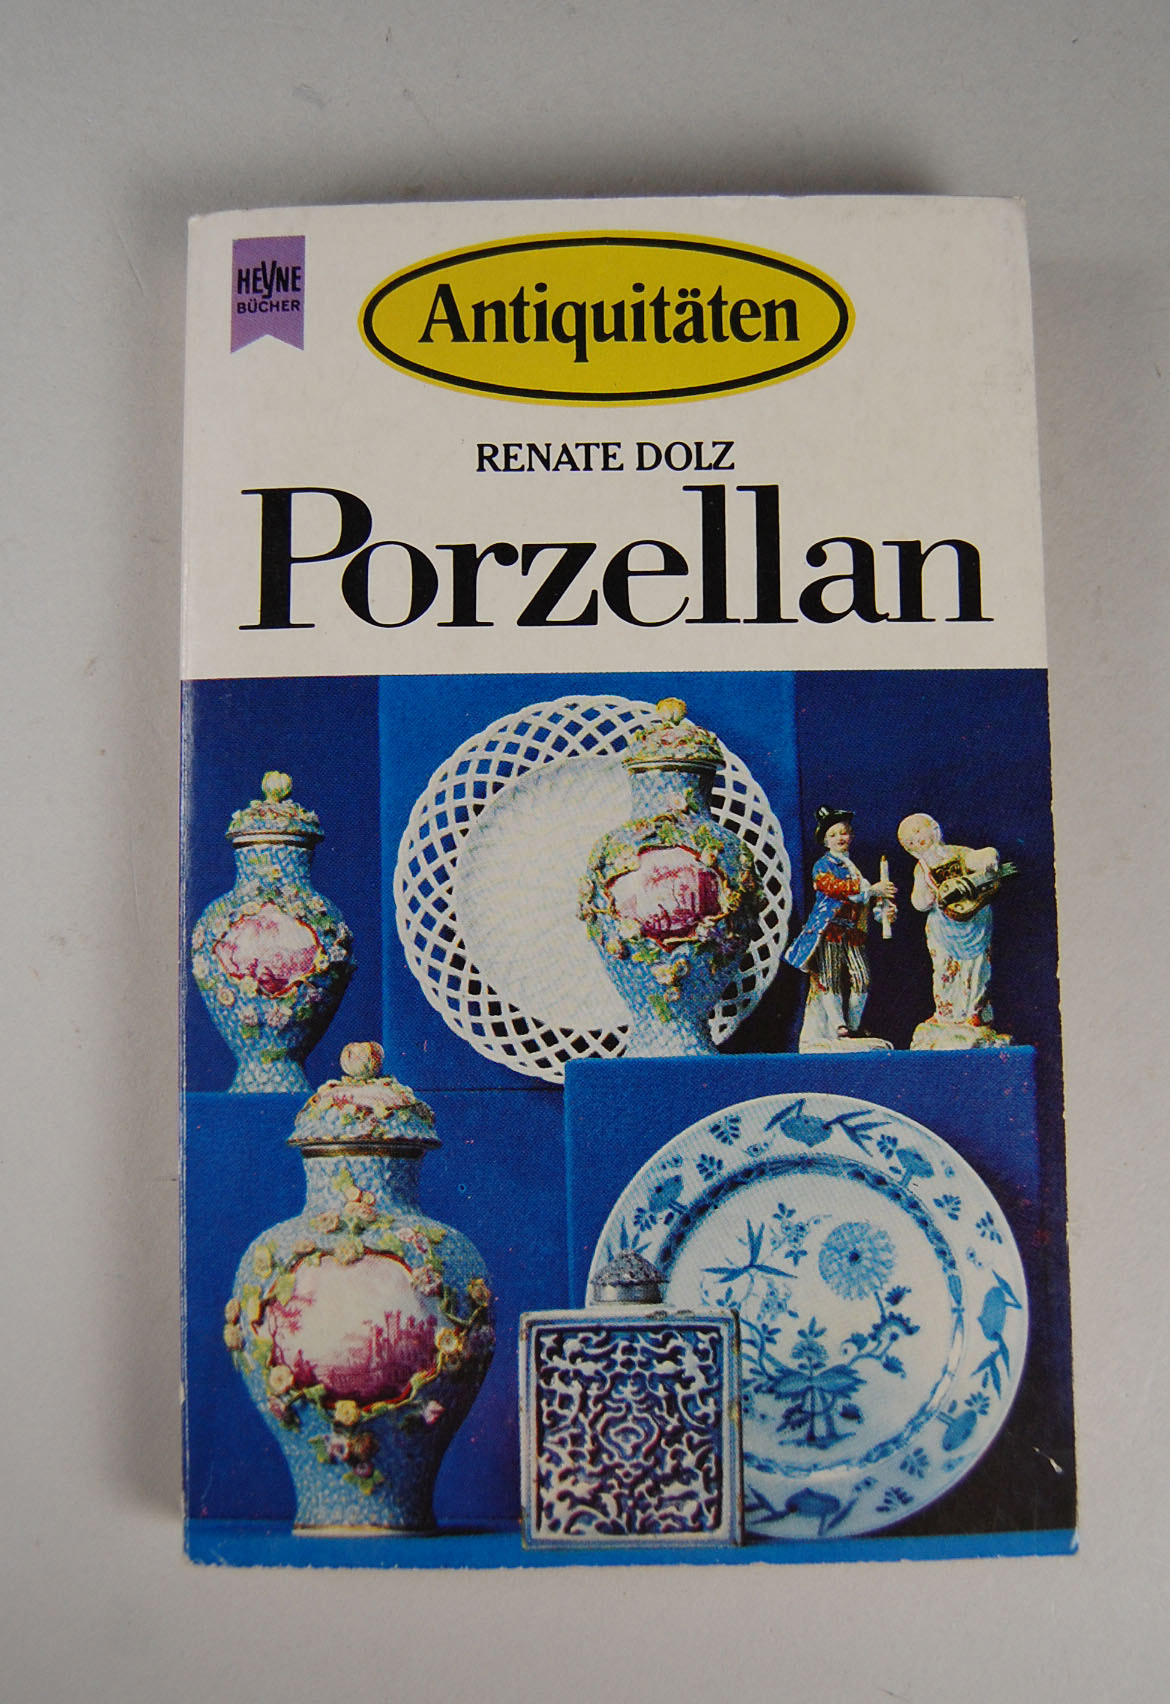 HEYNE
BÜCHER
Antiquitäten
RENATE DOLZ
Porzellan